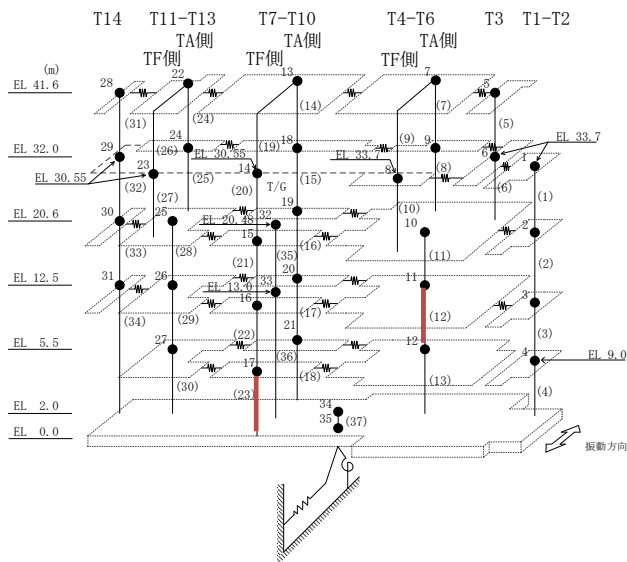 T14 T11-T13 T7-T10 T4-T6 T3 T1-T2
TA側 TA側 TA側
TF側 TF側 TF側
(m)
EL 41.6
28 22 13 7 5
(31) (24) (14) (7) (5)
EL 32.0
29 24 18 9 6 1
(26) (19) (9) (8)
EL 30.55 EL 33.7 EL 33.7
23 14 8
EL 30.55
(32) (25) (20) T/G (15) (6) (1)
(27) (10)
EL 20.6
30 25 EL 20.48 32 19 10 2
15
(33) (28) (35) (16) (11) (2)
EL 12.5
31 26 (21) 33 20 11 3
EL 13.0
16
(34) (29) (17) (12) (3)
EL 5.5
27 (22) 21 12 4 EL 9.0
17 (36)
(30) (23) (18) (13) (4)
EL 2.0
34
35 (37)
EL 0.0
振動方向